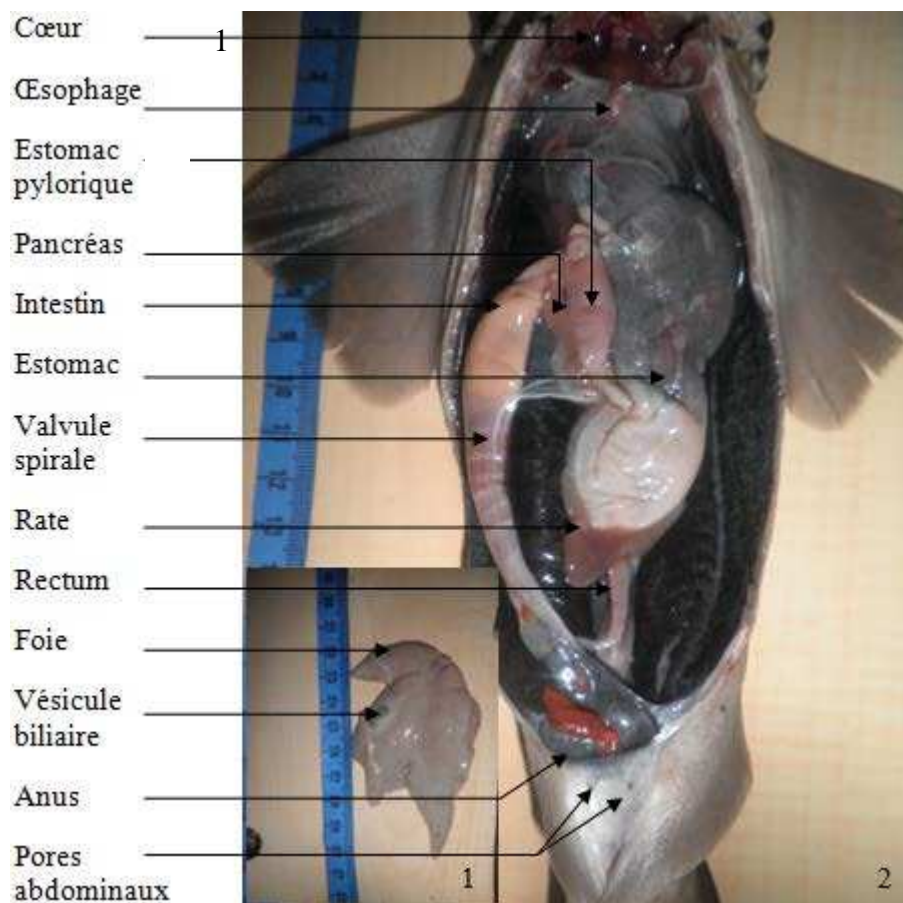 Cœur
1
Œsophage
Estomac
pylorique
Pancréas
Intestin
Estomac
Valvule
spirale
Rate
Rectum
Foie
Vésicule
biliaire
Anus
Pores
abdominaux
1
2